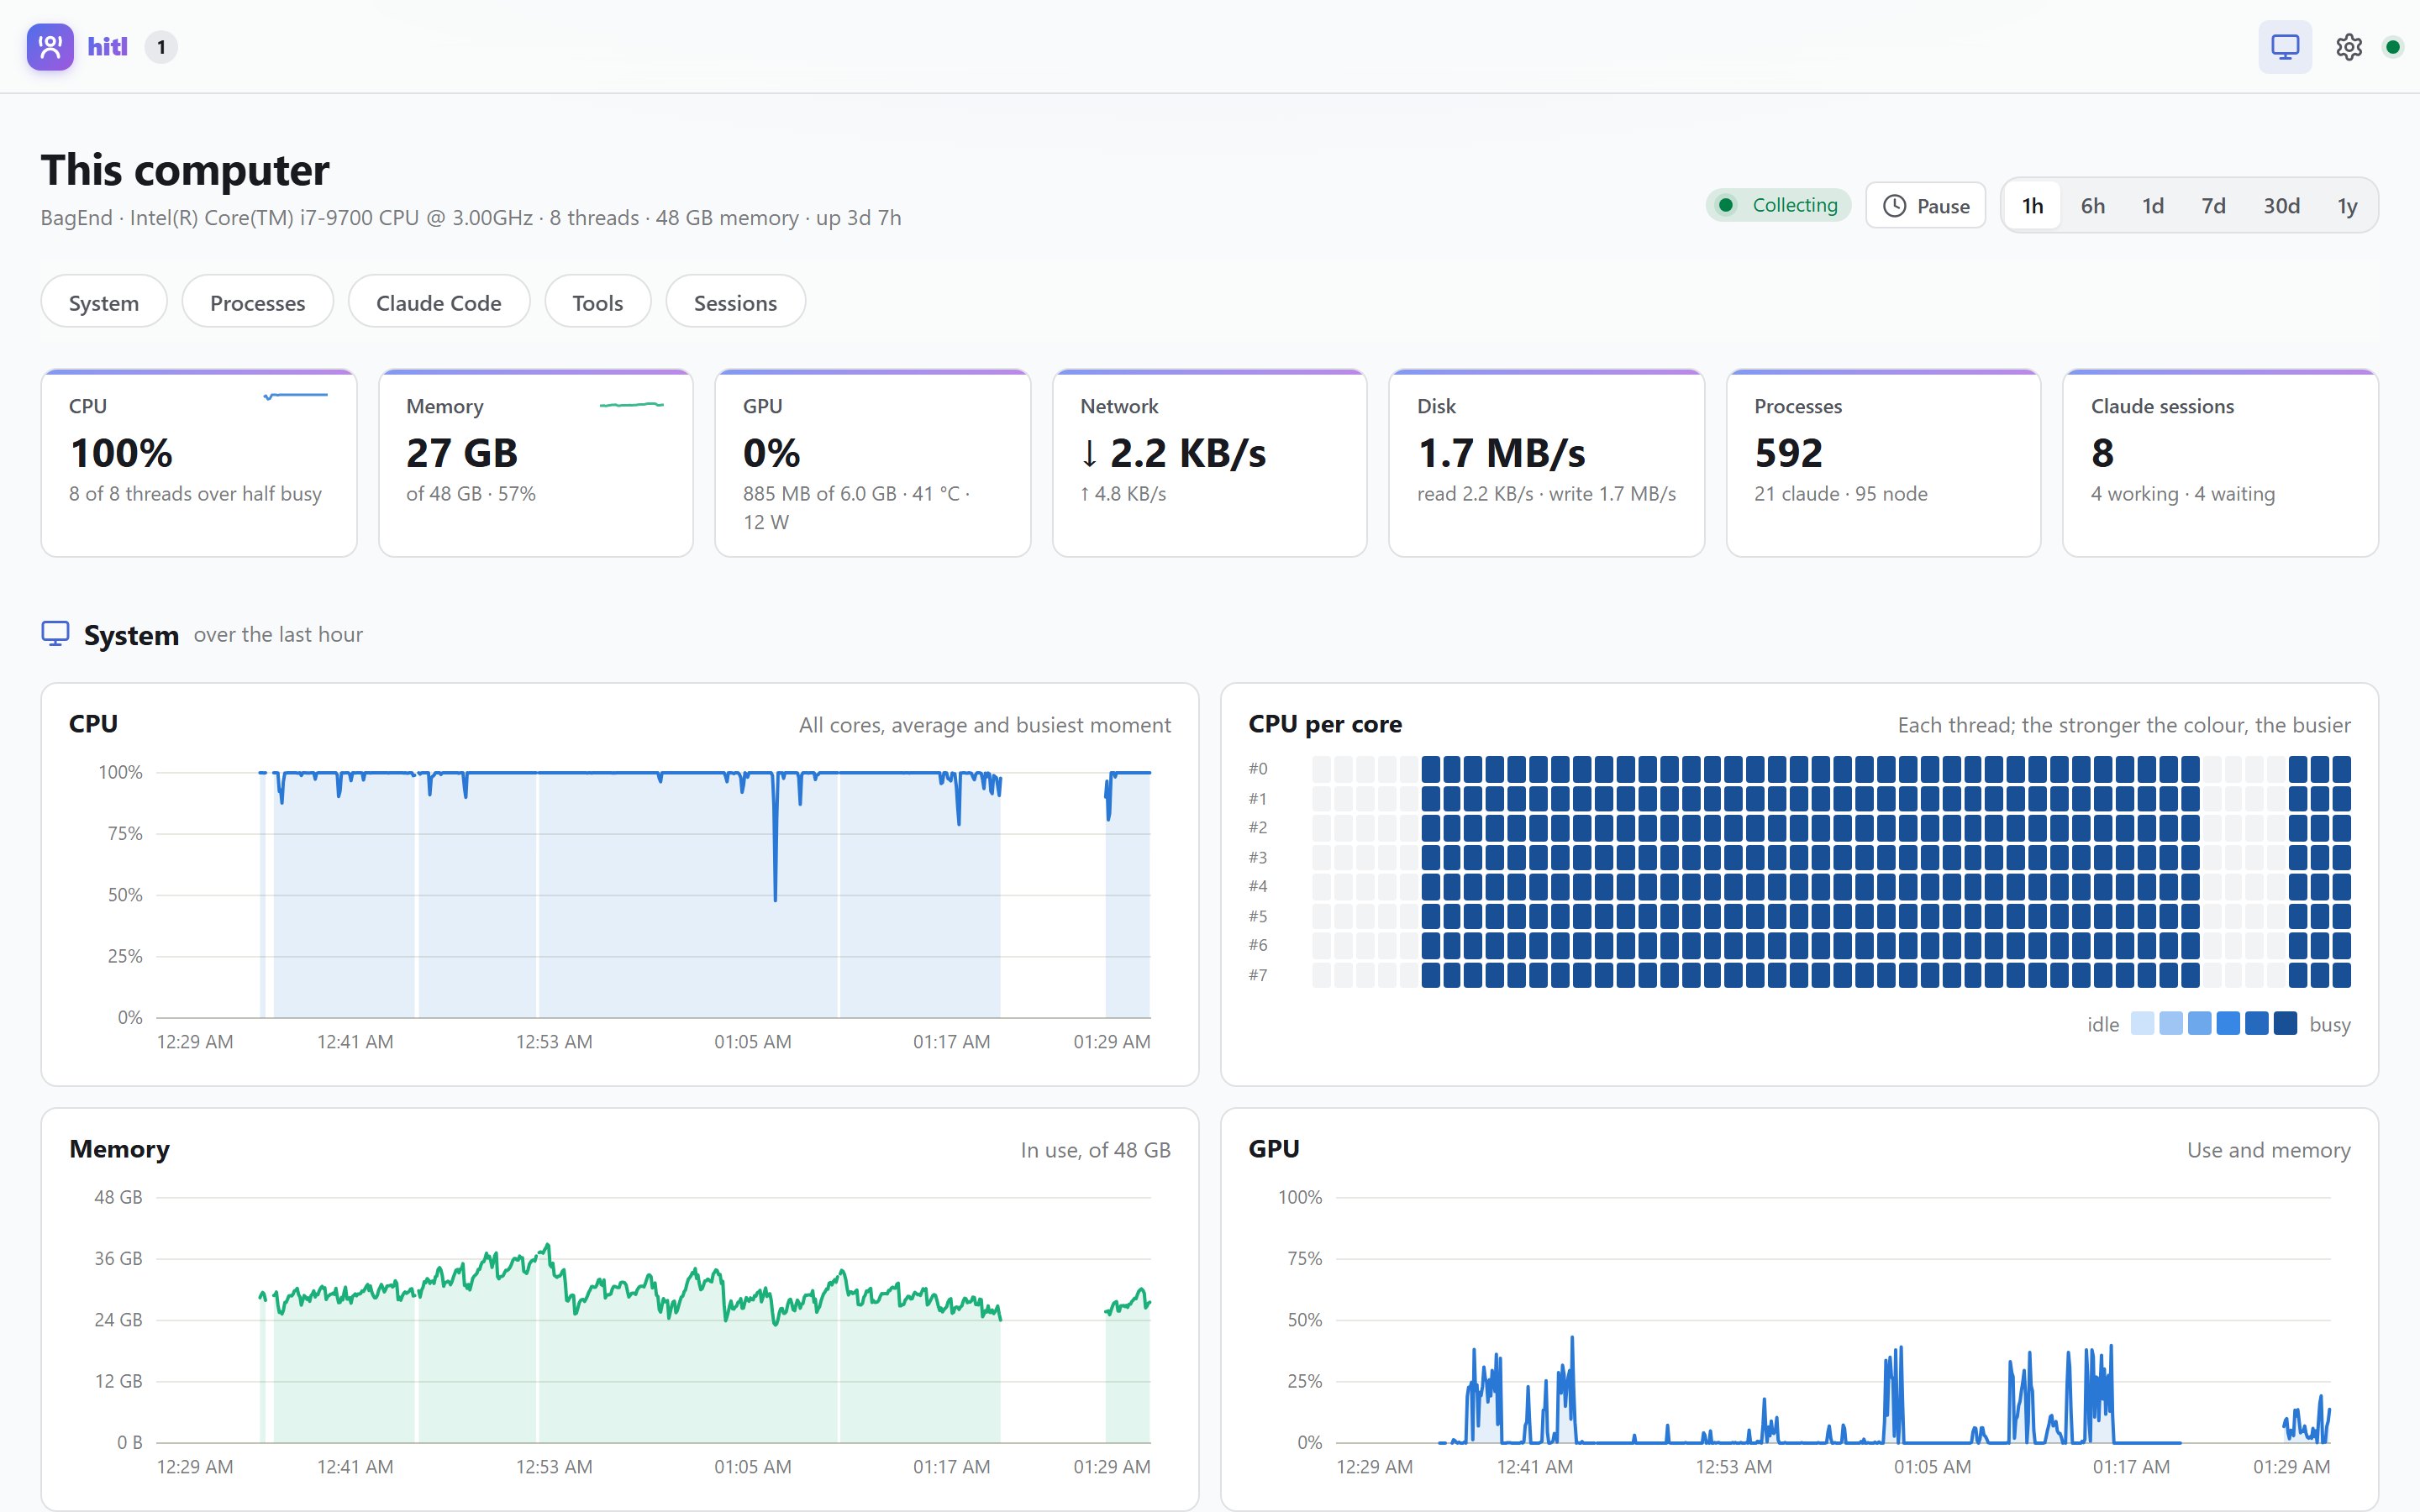 hitl 1
This computer
BagEnd · Intel(R) Core(TM) i7-9700 CPU @ 3.00GHz · 8 threads · 48 GB memory · up 3d 7h
Collecting Pause 1h 6h 1d 7d 30d 1y
System Processes Claude Code Tools Sessions
CPU
100%
8 of 8 threads over half busy
Memory
27 GB
of 48 GB · 57%
GPU
0%
885 MB of 6.0 GB · 41 °C ·
12 W
Network
↓ 2.2 KB/s
↑ 4.8 KB/s
Disk
1.7 MB/s
read 2.2 KB/s · write 1.7 MB/s
Processes
592
21 claude · 95 node
Claude sessions
8
4 working · 4 waiting
System over the last hour
CPU All cores, average and busiest moment
100%
75%
50%
25%
0%
12:29 AM 12:41 AM 12:53 AM 01:05 AM 01:17 AM 01:29 AM
CPU per core Each thread; the stronger the colour, the busier
#0
#1
#2
#3
#4
#5
#6
#7
idle busy
Memory In use, of 48 GB
48 GB
36 GB
24 GB
12 GB
0 B
12:29 AM 12:41 AM 12:53 AM 01:05 AM 01:17 AM 01:29 AM
GPU Use and memory
100%
75%
50%
25%
0%
12:29 AM 12:41 AM 12:53 AM 01:05 AM 01:17 AM 01:29 AM